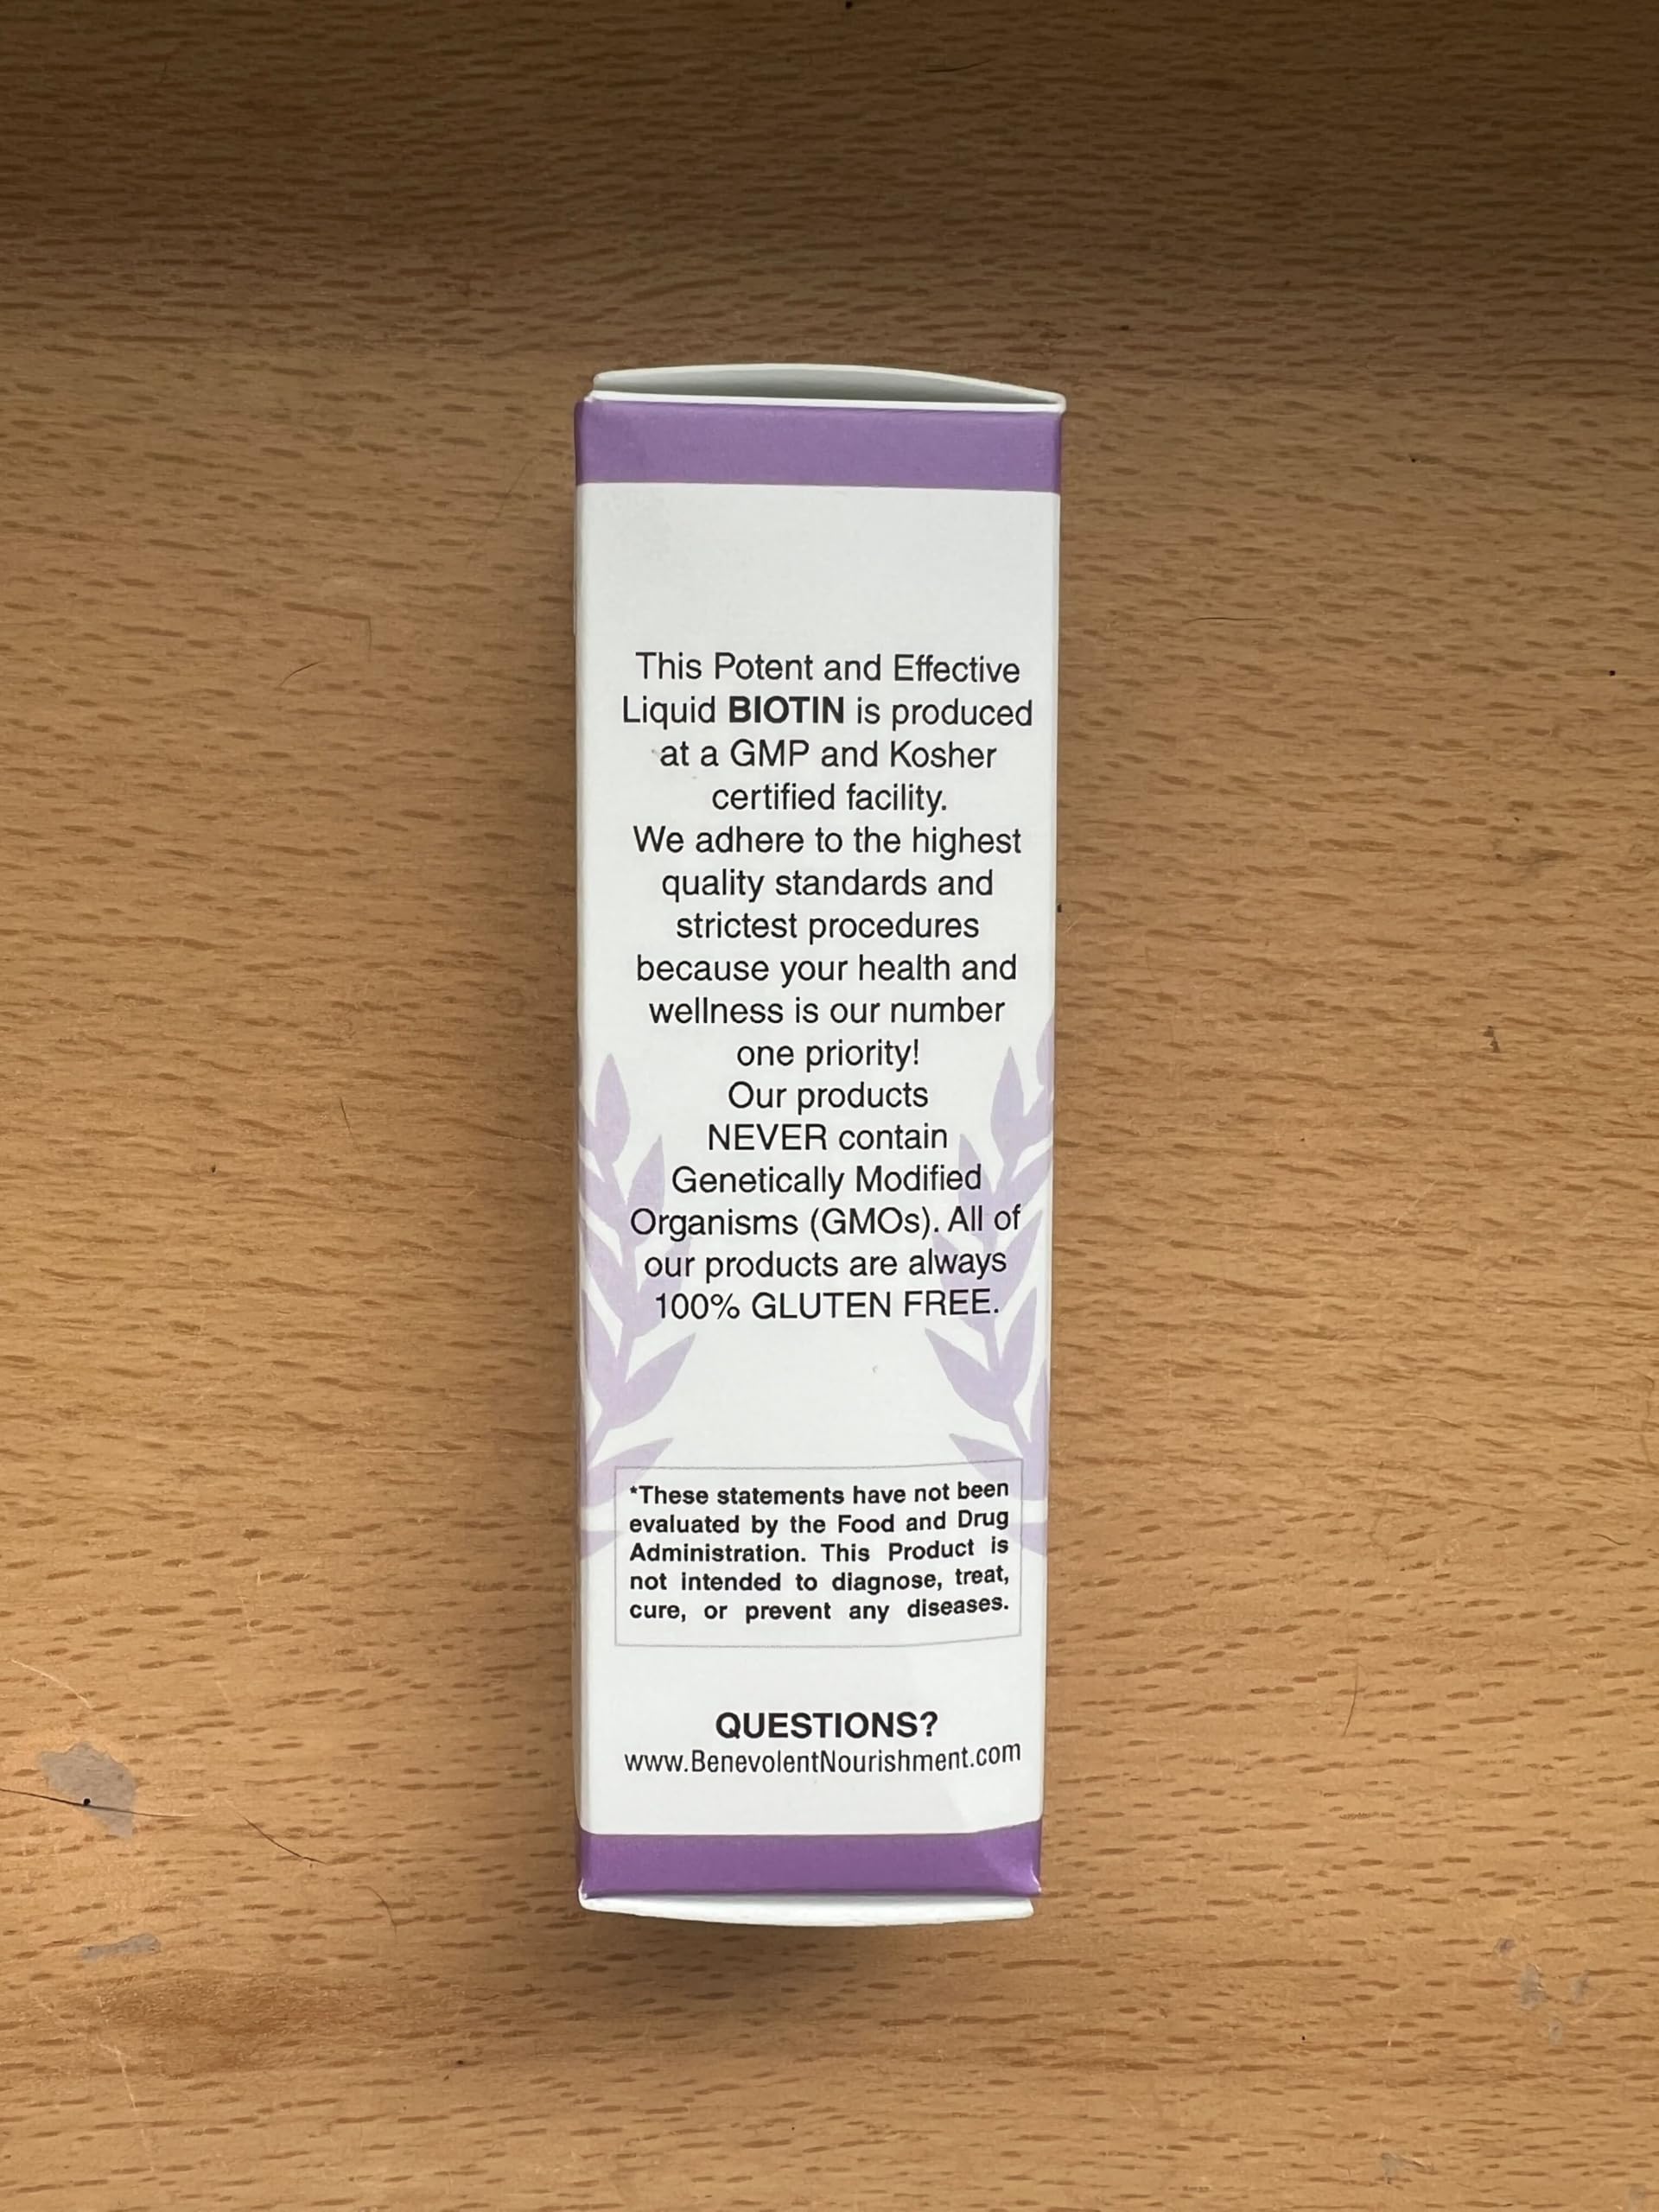 This Potent and Effective
Liquid BIOTIN is produced
at a GMP and Kosher
certified facility.
We adhere to the highest
quality standards and
strictest procedures
because your health and
wellness is our number
one priority!
Our products
NEVER contain
Genetically Modified
Organisms (GMOs). All of
our products are always
100% GLUTEN FREE.
*These statements have not been
evaluated by the Food and Drug
Administration. This Product is
not intended to diagnose, treat,
cure, or prevent any diseases.
QUESTIONS?
www.BenevolentNourishment.com